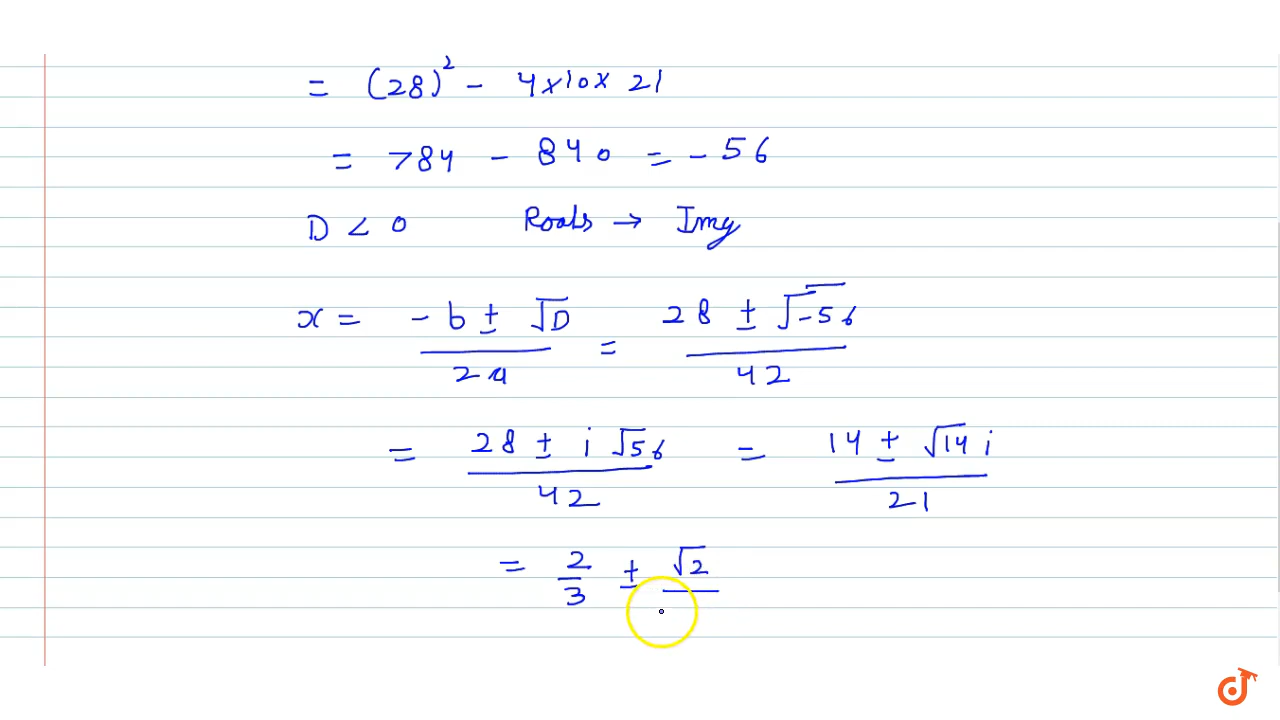 = (28)² - 4 x 10 x 21
= 784 - 840 = - 56
D < 0 Roots → Img
x = - b ± √D / 2a = 28 ± √-56 / 42
= 28 ± i √56 / 42 = 14 ± √14 i / 21
= 2/3 ± √2